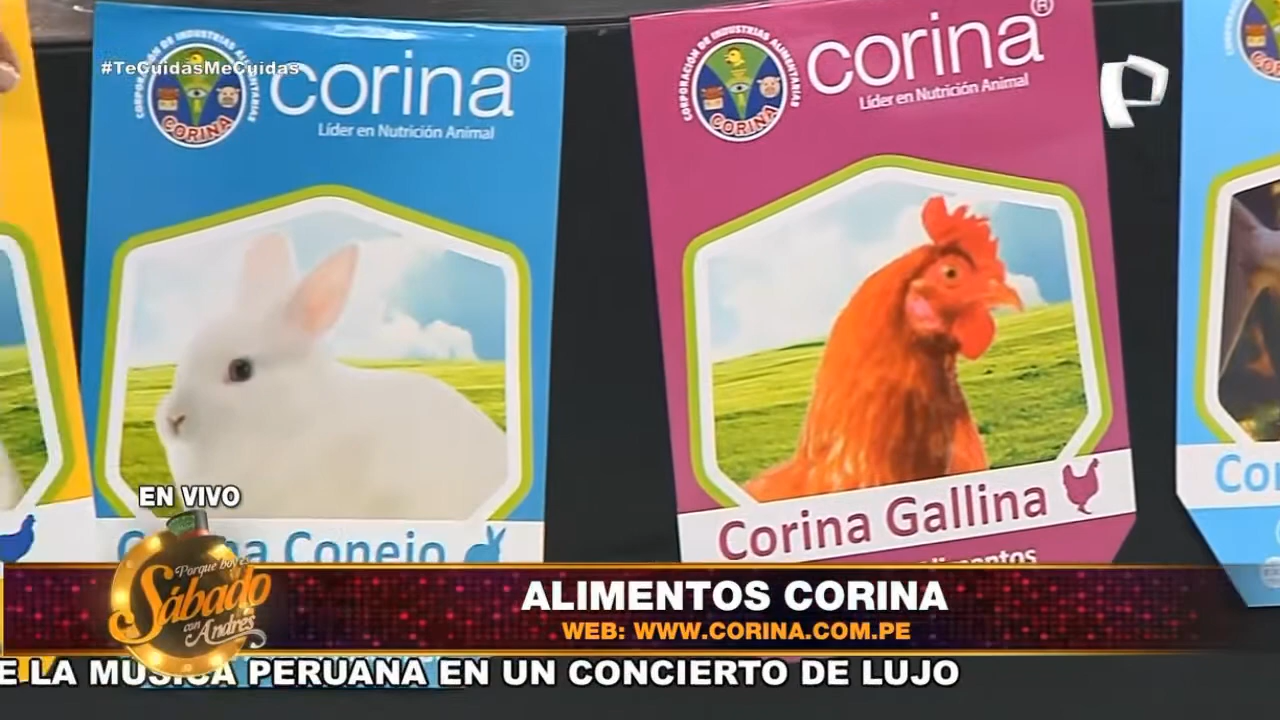 #TeCuidasMeCuidas
CORPORACIÓN DE INDUSTRIAS ALIMENTARIAS
CORINA
corina®
Líder en Nutrición Animal
CORPORACIÓN DE INDUSTRIAS ALIMENTARIAS
CORINA
corina®
Líder en Nutrición Animal
Conejo
Corina Gallina
EN VIVO
Porque hoy es
Sábado
con
Andrés
ALIMENTOS CORINA
WEB: WWW.CORINA.COM.PE
LA MÚSICA PERUANA EN UN CONCIERTO DE LUJO